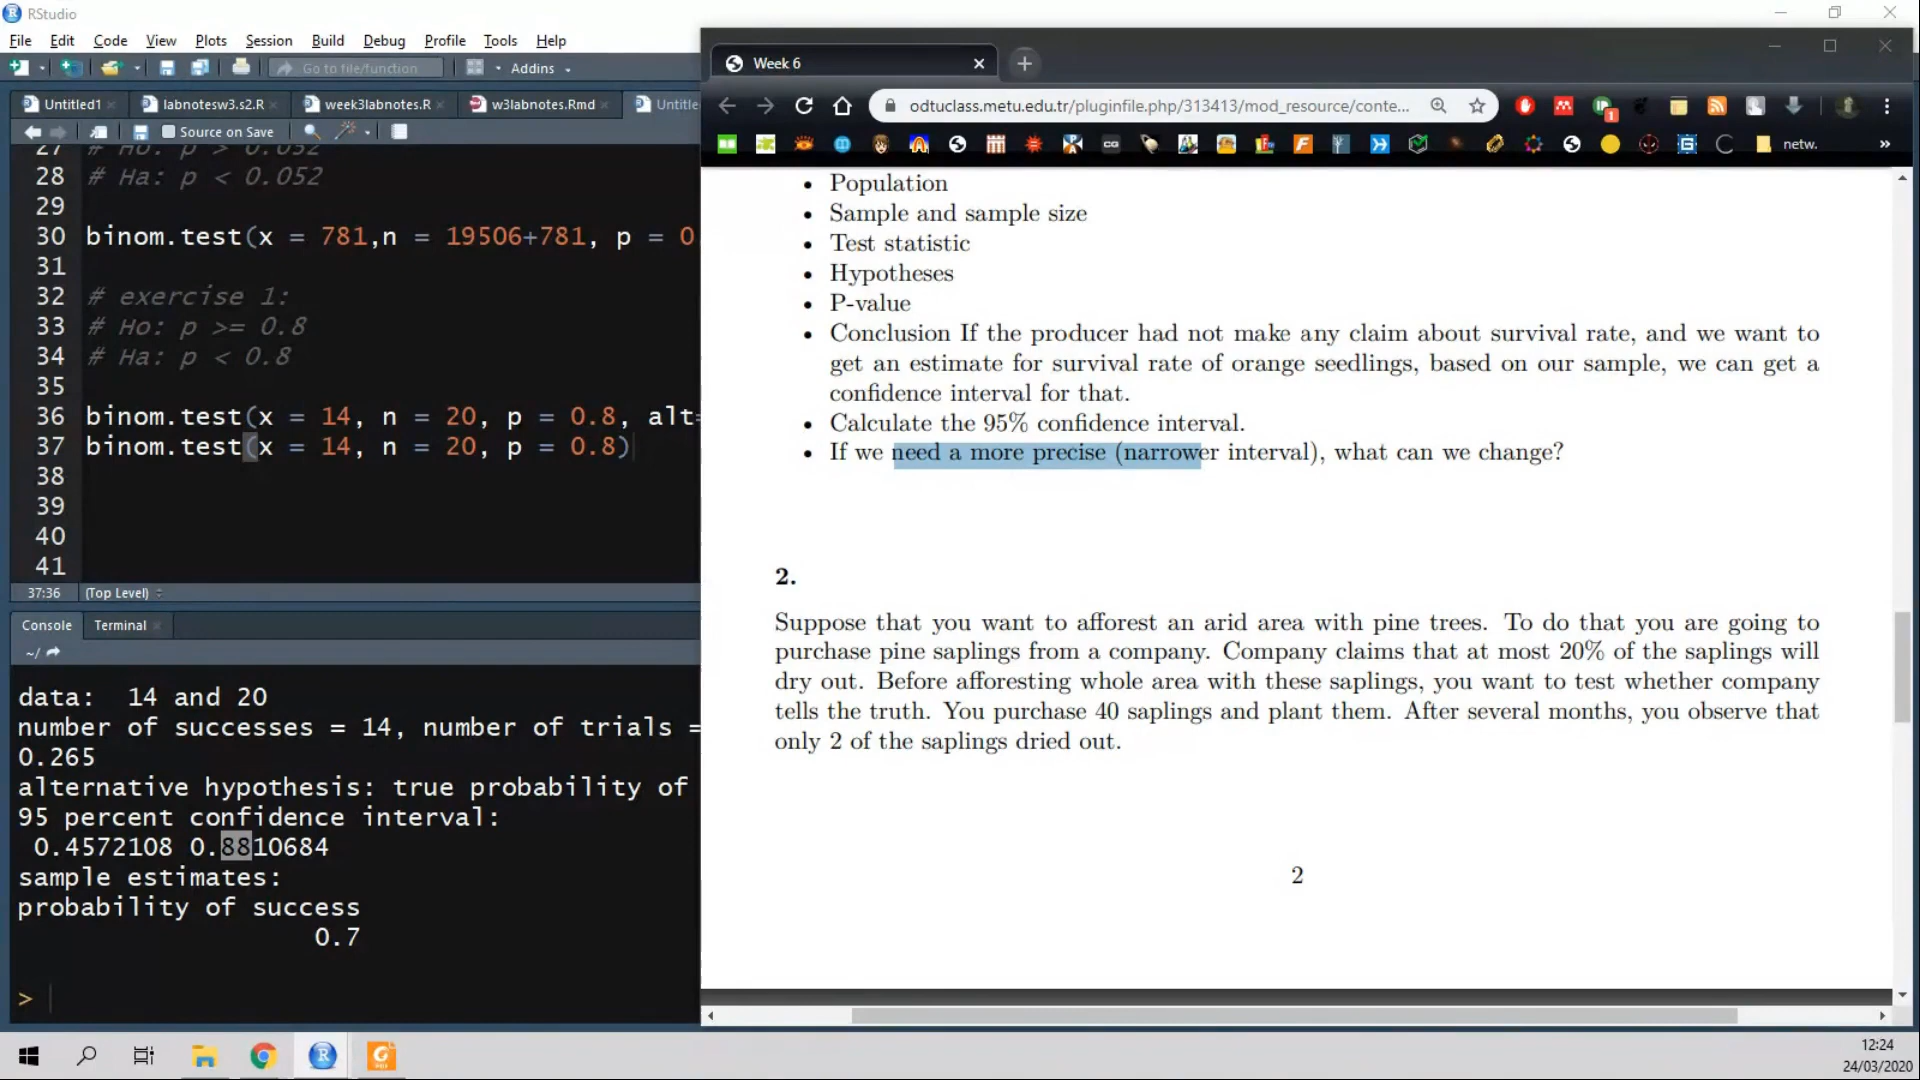 RStudio
File Edit Code View Plots Session Build Debug Profile Tools Help
Go to file/function
Addins
Untitled1
labnotesw3.s2.R
week3labnotes.R
w3labnotes.Rmd
Untitle
Source on Save
27 # Ho: p > 0.052
28 # Ha: p < 0.052
29
30 binom.test(x = 781,n = 19506+781, p = 0
31
32 # exercise 1:
33 # Ho: p >= 0.8
34 # Ha: p < 0.8
35
36 binom.test(x = 14, n = 20, p = 0.8, alt=
37 binom.test(x = 14, n = 20, p = 0.8)
38
39
40
41
37:36 (Top Level)
Console Terminal
~/
data: 14 and 20
number of successes = 14, number of trials =
0.265
alternative hypothesis: true probability of
95 percent confidence interval:
0.4572108 0.8810684
sample estimates:
probability of success
0.7
>
Week 6
odtuclass.metu.edu.tr/pluginfile.php/313413/mod_resource/conte...
netw.
• Population
• Sample and sample size
• Test statistic
• Hypotheses
• P-value
• Conclusion If the producer had not make any claim about survival rate, and we want to
get an estimate for survival rate of orange seedlings, based on our sample, we can get a
confidence interval for that.
• Calculate the 95% confidence interval.
• If we need a more precise (narrower interval), what can we change?
2.
Suppose that you want to afforest an arid area with pine trees. To do that you are going to
purchase pine saplings from a company. Company claims that at most 20% of the saplings will
dry out. Before afforesting whole area with these saplings, you want to test whether company
tells the truth. You purchase 40 saplings and plant them. After several months, you observe that
only 2 of the saplings dried out.
2
12:24
24/03/2020